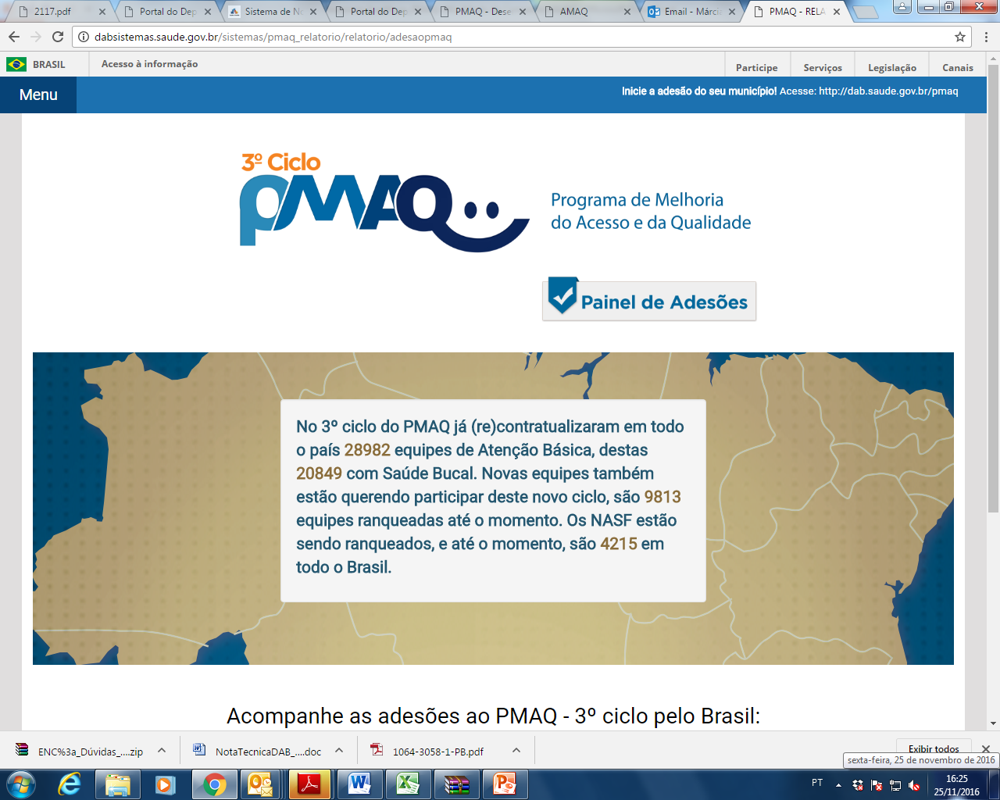 2117.pdf
Portal do Dep
Sistema de No
Portal do Dep
PMAQ - Dese
AMAQ
Email - Márcia
PMAQ - RELA
dabsistemas.saude.gov.br/sistemas/pmaq_relatorio/relatorio/adesaopmaq
BRASIL
Acesso à informação
Participe
Serviços
Legislação
Canais
Menu
Inicie a adesão do seu município! Acesse: http://dab.saude.gov.br/pmaq
3º Ciclo
PMAQ
Programa de Melhoria
do Acesso e da Qualidade
Painel de Adesões
No 3º ciclo do PMAQ já (re)contratualizaram em todo
o país 28982 equipes de Atenção Básica, destas
20849 com Saúde Bucal. Novas equipes também
estão querendo participar deste novo ciclo, são 9813
equipes ranqueadas até o momento. Os NASF estão
sendo ranqueados, e até o momento, são 4215 em
todo o Brasil.
Acompanhe as adesões ao PMAQ - 3º ciclo pelo Brasil:
ENC%3a_Dúvidas_....zip
NotaTecnicaDAB_....doc
1064-3058-1-PB.pdf
Exibir todos
sexta-feira, 25 de novembro de 2016
PT
16:25
25/11/2016